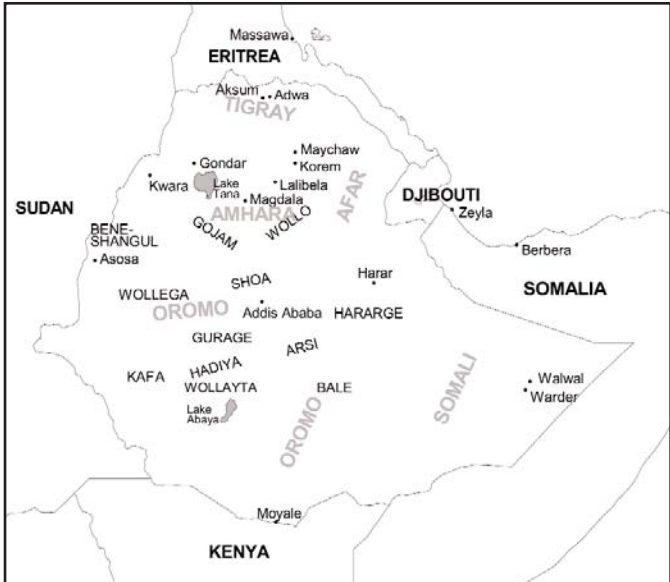 Massawa
ERITREA
Aksum
Adwa
TIGRAY
Maychaw
Gondar
Korem
Kwara
Lake
Tana
Lalibela
AFAR
DJIBOUTI
Magdala
SUDAN
AMHARA
WOLLO
Zeyla
BENE-
SHANGUL
GOJAM
Asosa
Berbera
SHOA
Harar
SOMALIA
WOLLEGA
OROMO
Addis Ababa
HARARGE
GURAGE
ARSI
HADIYA
KAFA
WOLLAYTA
BALE
SOMALI
Walwal
Warder
Lake
Abaya
OROMO
Moyale
KENYA